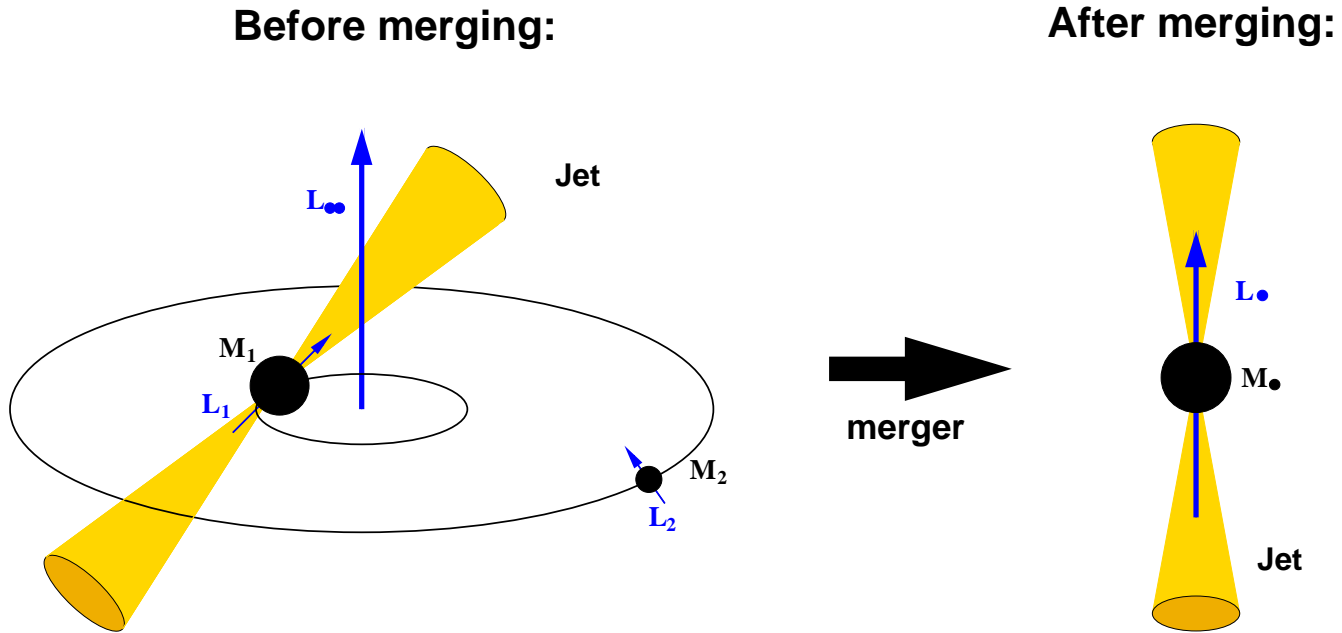 Before merging:
After merging:
Jet
L●●
M₁
L₁
M₂
L₂
merger
L●
M●
Jet